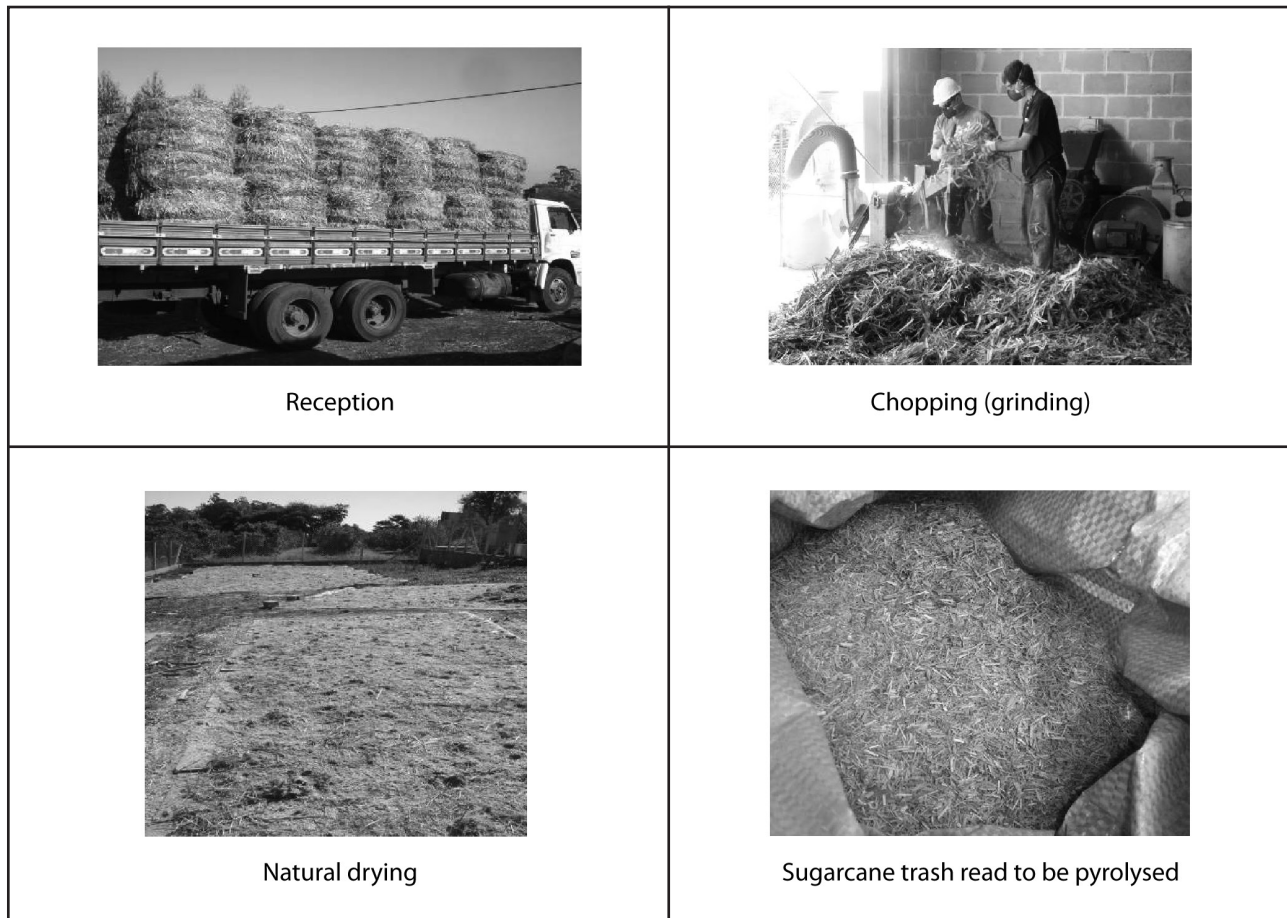 Reception
Chopping (grinding)
Natural drying
Sugarcane trash read to be pyrolysed